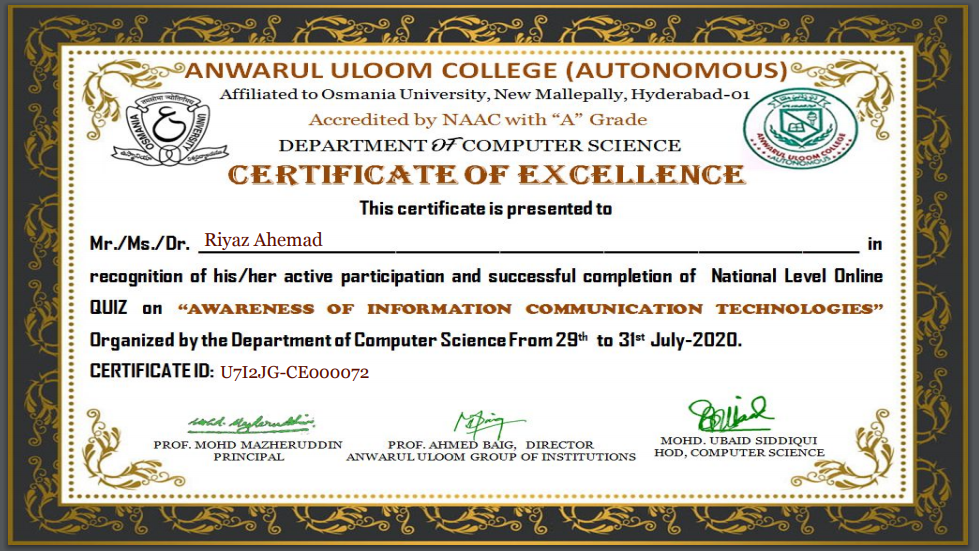 ANWARUL ULOOM COLLEGE (AUTONOMOUS)
Affiliated to Osmania University, New Mallepally, Hyderabad-01
Accredited by NAAC with “A” Grade
DEPARTMENT OF COMPUTER SCIENCE
OSMANIA UNIVERSITY
ANWARUL ULOOM COLLEGE
AUTONOMOUS
CERTIFICATE OF EXCELLENCE
This certificate is presented to
Mr./Ms./Dr. Riyaz Ahemad in
recognition of his/her active participation and successful completion of National Level Online
QUIZ on “AWARENESS OF INFORMATION COMMUNICATION TECHNOLOGIES”
Organized by the Department of Computer Science From 29th to 31st July-2020.
CERTIFICATE ID: U7I2JG-CE000072
PROF. MOHD MAZHERUDDIN
PRINCIPAL
PROF. AHMED BAIG, DIRECTOR
ANWARUL ULOOM GROUP OF INSTITUTIONS
MOHD. UBAID SIDDIQUI
HOD, COMPUTER SCIENCE